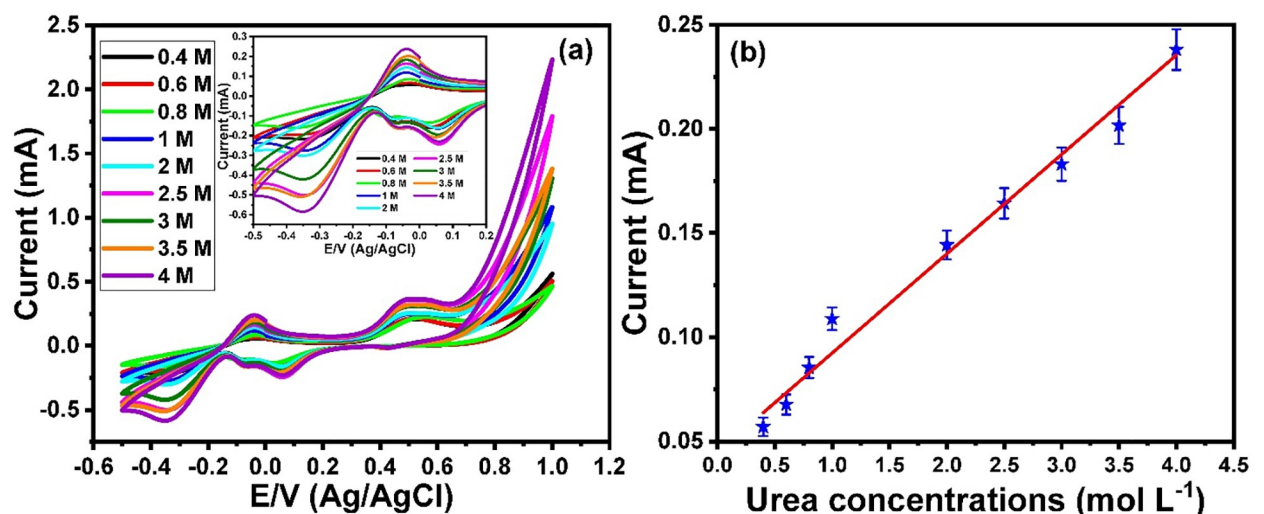 (a)
Current (mA)
2.5
2.0
1.5
1.0
0.5
0.0
-0.5
0.4 M
0.6 M
0.8 M
1 M
2 M
2.5 M
3 M
3.5 M
4 M
-0.6 -0.4 -0.2 0.0 0.2 0.4 0.6 0.8 1.0 1.2
E/V (Ag/AgCl)
Current (mA)
0.4
0.3
0.2
0.1
0.0
-0.1
-0.2
-0.3
-0.4
-0.5
-0.6
0.4 M 2.5 M
0.6 M 3 M
0.8 M 3.5 M
1 M 4 M
2 M
-0.5 -0.4 -0.3 -0.2 -0.1 0.0 0.1 0.2
E/V (Ag/AgCl)
(b)
Current (mA)
0.25
0.20
0.15
0.10
0.05
0.0 0.5 1.0 1.5 2.0 2.5 3.0 3.5 4.0 4.5
Urea concentrations (mol L⁻¹)